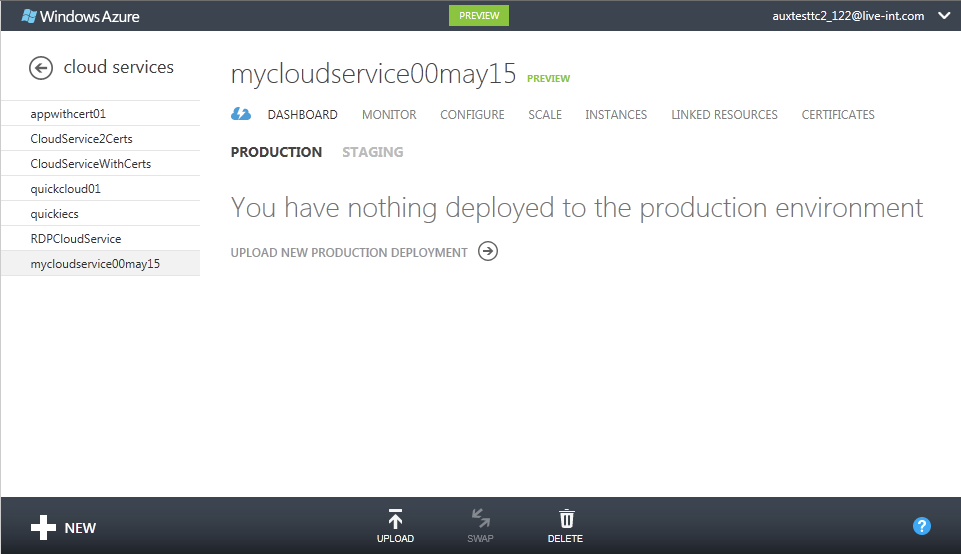 Windows Azure
PREVIEW
auxtesttc2_122@live-int.com
cloud services
appwithcert01
CloudService2Certs
CloudServiceWithCerts
quickcloud01
quickiecs
RDPCloudService
mycloudservice00may15
mycloudservice00may15 PREVIEW
DASHBOARD MONITOR CONFIGURE SCALE INSTANCES LINKED RESOURCES CERTIFICATES
PRODUCTION STAGING
You have nothing deployed to the production environment
UPLOAD NEW PRODUCTION DEPLOYMENT
NEW
UPLOAD
SWAP
DELETE
?